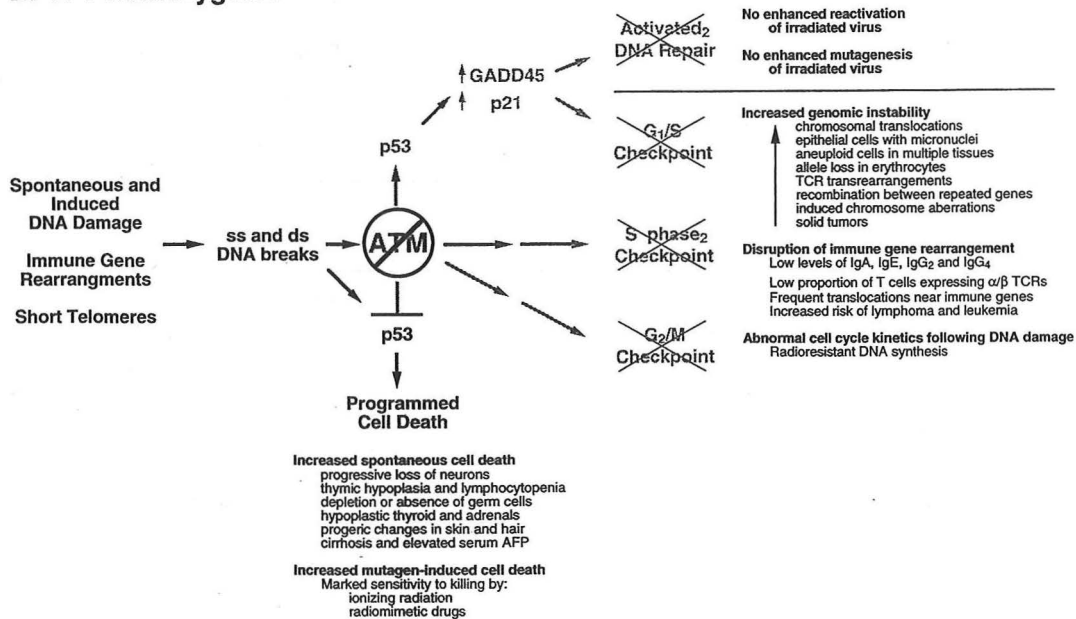 Activated2
DNA Repair
No enhanced reactivation
of irradiated virus
No enhanced mutagenesis
of irradiated virus
GADD45
p21
p53
G1/S
Checkpoint
Increased genomic instability
chromosomal translocations
epithelial cells with micronuclei
aneuploid cells in multiple tissues
allele loss in erythrocytes
TCR transrearrangements
recombination between repeated genes
induced chromosome aberrations
solid tumors
Spontaneous and
Induced
DNA Damage
Immune Gene
Rearrangments
Short Telomeres
ss and ds
DNA breaks
ATM
S phase2
Checkpoint
Disruption of immune gene rearrangement
Low levels of IgA, IgE, IgG2 and IgG4
Low proportion of T cells expressing α/β TCRs
Frequent translocations near immune genes
Increased risk of lymphoma and leukemia
p53
G2/M
Checkpoint
Abnormal cell cycle kinetics following DNA damage
Radioresistant DNA synthesis
Programmed
Cell Death
Increased spontaneous cell death
progressive loss of neurons
thymic hypoplasia and lymphocytopenia
depletion or absence of germ cells
hypoplastic thyroid and adrenals
progeric changes in skin and hair
cirrhosis and elevated serum AFP
Increased mutagen-induced cell death
Marked sensitivity to killing by:
ionizing radiation
radiomimetic drugs